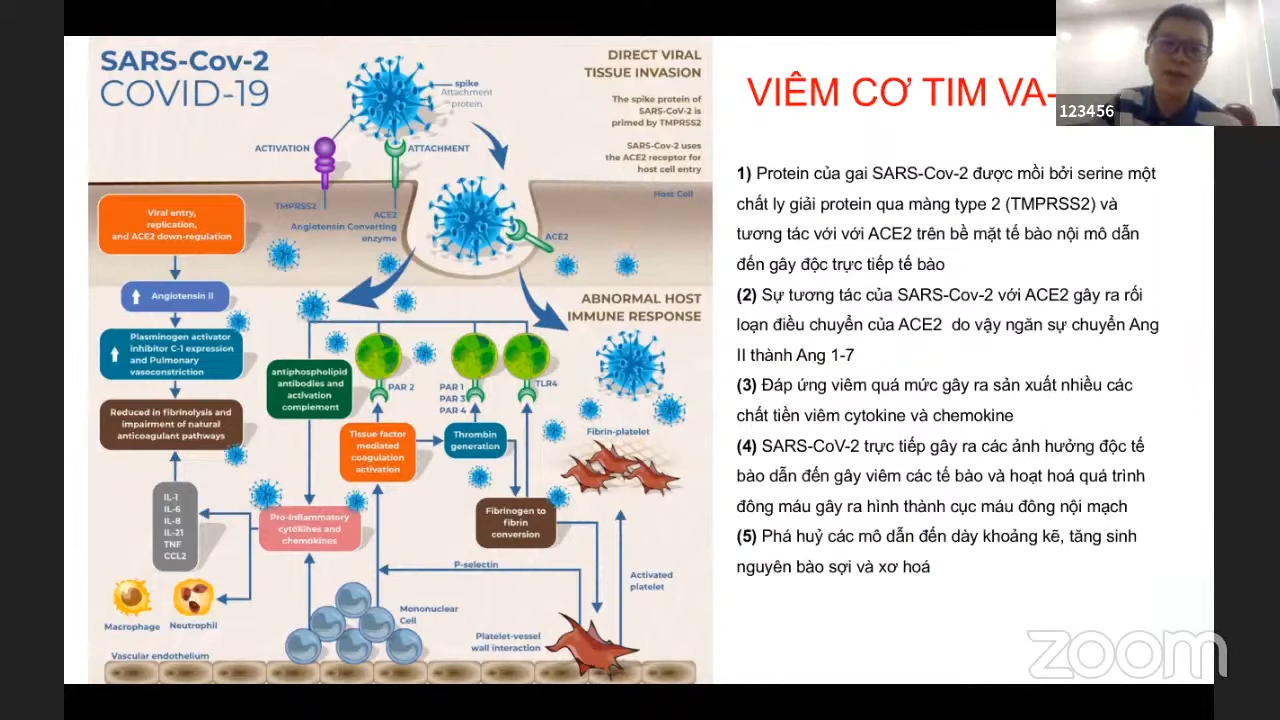 SARS-Cov-2
COVID-19
spike
Attachment
protein
DIRECT VIRAL
TISSUE INVASION
The spike protein of
SARS-CoV-2 is
primed by TMPRSS2
SARS-Cov-2 uses
the ACE2 receptor for
host cell entry
ACTIVATION
ATTACHMENT
Host Cell
TMPRSS2
ACE2
Angiotensin Converting
enzyme
ACE2
Viral entry,
replication,
and ACE2 down-regulation
Angiotensin II
Plasminogen activator
inhibitor C-1 expression
and Pulmonary
vasoconstriction
Reduced in fibrinolysis and
impairment of natural
anticoagulant pathways
IL-1
IL-6
IL-8
IL-21
TNF
CCL2
Macrophage
Neutrophil
Vascular endothelium
ABNORMAL HOST
IMMUNE RESPONSE
antiphospholipid
antibodies and
activation
complement
PAR 2
PAR 1
PAR 3
PAR 4
TLR4
Tissue factor
mediated
coagulation
activation
Thrombin
generation
Fibrin-platelet
Pro-inflammatory
cytokines and
chemokines
Fibrinogen to
fibrin
conversion
P-selectin
Activated
platelet
Mononuclear
Cell
Platelet-vessel
wall interaction
VIÊM CƠ TIM VA-
123456
1) Protein của gai SARS-Cov-2 được mồi bởi serine một
chất ly giải protein qua màng type 2 (TMPRSS2) và
tương tác với với ACE2 trên bề mặt tế bào nội mô dẫn
đến gây độc trực tiếp tế bào
(2) Sự tương tác của SARS-Cov-2 với ACE2 gây ra rối
loạn điều chuyển của ACE2 do vậy ngăn sự chuyển Ang
II thành Ang 1-7
(3) Đáp ứng viêm quá mức gây ra sản xuất nhiều các
chất tiền viêm cytokine và chemokine
(4) SARS-CoV-2 trực tiếp gây ra các ảnh hưởng độc tế
bào dẫn đến gây viêm các tế bào và hoạt hoá quá trình
đông máu gây ra hình thành cục máu đông nội mạch
(5) Phá huỷ các mô dẫn đến dày khoảng kẽ, tăng sinh
nguyên bào sợi và xơ hoá
zoom